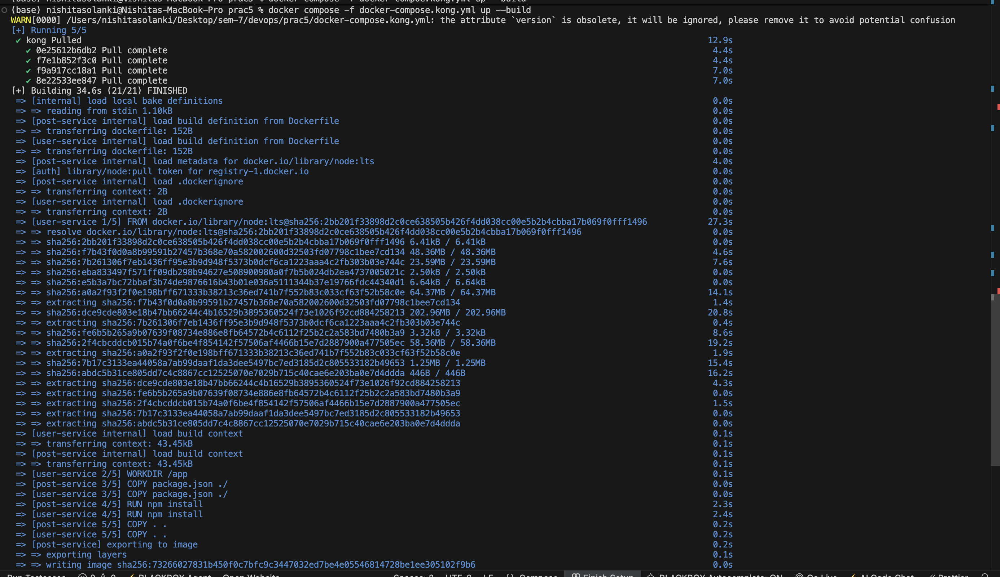 (base) nishitasolanki@Nishitas-MacBook-Pro prac5 % docker compose -f docker-compose.kong.yml up --build
WARN[0000] /Users/nishitasolanki/Desktop/sem-7/devops/prac5/docker-compose.kong.yml: the attribute `version` is obsolete, it will be ignored, please remove it to avoid potential confusion
[+] Running 5/5
✔ kong Pulled 12.9s
✔ 0e25612b6db2 Pull complete 4.4s
✔ f7e1b852f3c0 Pull complete 4.4s
✔ f9a917cc18a1 Pull complete 7.0s
✔ 8e22533ee847 Pull complete 7.0s
[+] Building 34.6s (21/21) FINISHED
=> [internal] load local bake definitions 0.0s
=> => reading from stdin 1.10kB 0.0s
=> [post-service internal] load build definition from Dockerfile 0.0s
=> => transferring dockerfile: 152B 0.0s
=> [user-service internal] load build definition from Dockerfile 0.0s
=> => transferring dockerfile: 152B 0.0s
=> [post-service internal] load metadata for docker.io/library/node:lts 4.0s
=> [auth] library/node:pull token for registry-1.docker.io 0.0s
=> [post-service internal] load .dockerignore 0.0s
=> => transferring context: 2B 0.0s
=> [user-service internal] load .dockerignore 0.0s
=> => transferring context: 2B 0.0s
=> [user-service 1/5] FROM docker.io/library/node:lts@sha256:2bb201f33898d2c0ce638505b426f4dd038cc00e5b2b4cbba17b069f0fff1496 27.3s
=> => resolve docker.io/library/node:lts@sha256:2bb201f33898d2c0ce638505b426f4dd038cc00e5b2b4cbba17b069f0fff1496 0.0s
=> => sha256:2bb201f33898d2c0ce638505b426f4dd038cc00e5b2b4cbba17b069f0fff1496 6.41kB / 6.41kB 0.0s
=> => sha256:f7b43f0d0a8b99591b27457b368e70a582002600d32503fd07798c1bee7cd134 48.36MB / 48.36MB 4.6s
=> => sha256:7b261306f7eb1436ff95e3b9d948f5373b0dcf6ca1223aaa4c2fb303b03e744c 23.59MB / 23.59MB 7.6s
=> => sha256:eba833497f571ff09db298b94627e508900980a0f7b5b024db2ea4737005021c 2.50kB / 2.50kB 0.0s
=> => sha256:e5b3a7bc72bbaf3b74de9876616b43b01e036a5111344b37e19766fdc44340d1 6.64kB / 6.64kB 0.0s
=> => sha256:a0a2f93f2f0e198bff671333b38213c36ed741b7f552b83c033cf63f52b58c0e 64.37MB / 64.37MB 14.1s
=> => extracting sha256:f7b43f0d0a8b99591b27457b368e70a582002600d32503fd07798c1bee7cd134 1.4s
=> => sha256:dce9cde803e18b47bb66244c4b16529b3895360524f73e1026f92cd884258213 202.96MB / 202.96MB 20.8s
=> => extracting sha256:7b261306f7eb1436ff95e3b9d948f5373b0dcf6ca1223aaa4c2fb303b03e744c 0.4s
=> => sha256:fe6b5b265a9b07639f08734e886e8fb64572b4c6112f25b2c2a583bd7480b3a9 3.32kB / 3.32kB 8.6s
=> => sha256:2f4cbcddcb015b74a0f6be4f854142f57506af4466b15e7d2887900a477505ec 58.36MB / 58.36MB 19.2s
=> => extracting sha256:a0a2f93f2f0e198bff671333b38213c36ed741b7f552b83c033cf63f52b58c0e 1.9s
=> => sha256:7b17c3133ea44058a7ab99daaf1da3dee5497bc7ed3185d2c805533182b49653 1.25MB / 1.25MB 15.4s
=> => sha256:abdc5b31ce805dd7c4c8867cc12525070e7029b715c40cae6e203ba0e7d4ddda 446B / 446B 16.2s
=> => extracting sha256:dce9cde803e18b47bb66244c4b16529b3895360524f73e1026f92cd884258213 4.3s
=> => extracting sha256:fe6b5b265a9b07639f08734e886e8fb64572b4c6112f25b2c2a583bd7480b3a9 0.0s
=> => extracting sha256:2f4cbcddcb015b74a0f6be4f854142f57506af4466b15e7d2887900a477505ec 1.5s
=> => extracting sha256:7b17c3133ea44058a7ab99daaf1da3dee5497bc7ed3185d2c805533182b49653 0.0s
=> => extracting sha256:abdc5b31ce805dd7c4c8867cc12525070e7029b715c40cae6e203ba0e7d4ddda 0.0s
=> [user-service internal] load build context 0.1s
=> => transferring context: 43.45kB 0.1s
=> [post-service internal] load build context 0.1s
=> => transferring context: 43.45kB 0.1s
=> [user-service 2/5] WORKDIR /app 0.1s
=> [post-service 3/5] COPY package.json ./ 0.0s
=> [user-service 3/5] COPY package.json ./ 0.0s
=> [post-service 4/5] RUN npm install 2.3s
=> [user-service 4/5] RUN npm install 2.4s
=> [post-service 5/5] COPY . . 0.2s
=> [user-service 5/5] COPY . . 0.2s
=> [post-service] exporting to image 0.2s
=> => exporting layers 0.1s
=> => writing image sha256:73266027831b450f0c7bfc9c3447032ed7be4e05546814728be1ee305102f9b6 0.0s